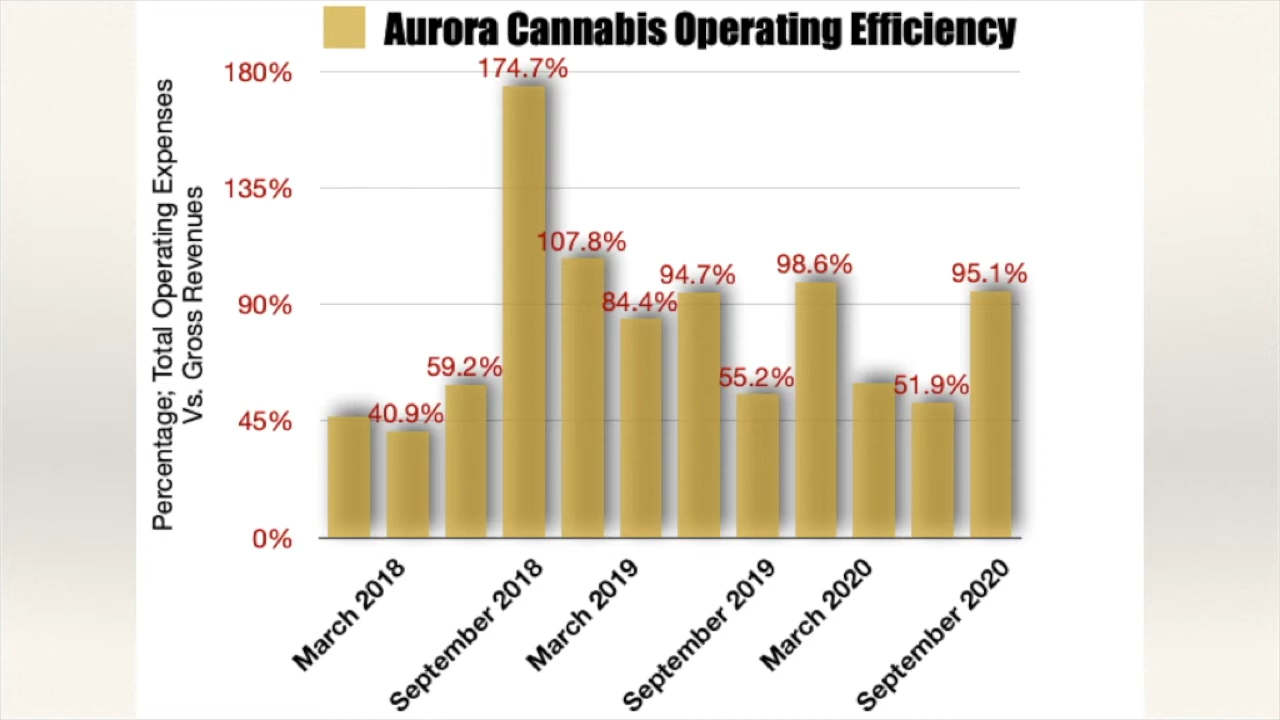 Aurora Cannabis Operating Efficiency
Percentage; Total Operating Expenses
Vs. Gross Revenues
180%
135%
90%
45%
0%
40.9%
59.2%
174.7%
107.8%
84.4%
94.7%
55.2%
98.6%
51.9%
95.1%
March 2018
September 2018
March 2019
September 2019
March 2020
September 2020